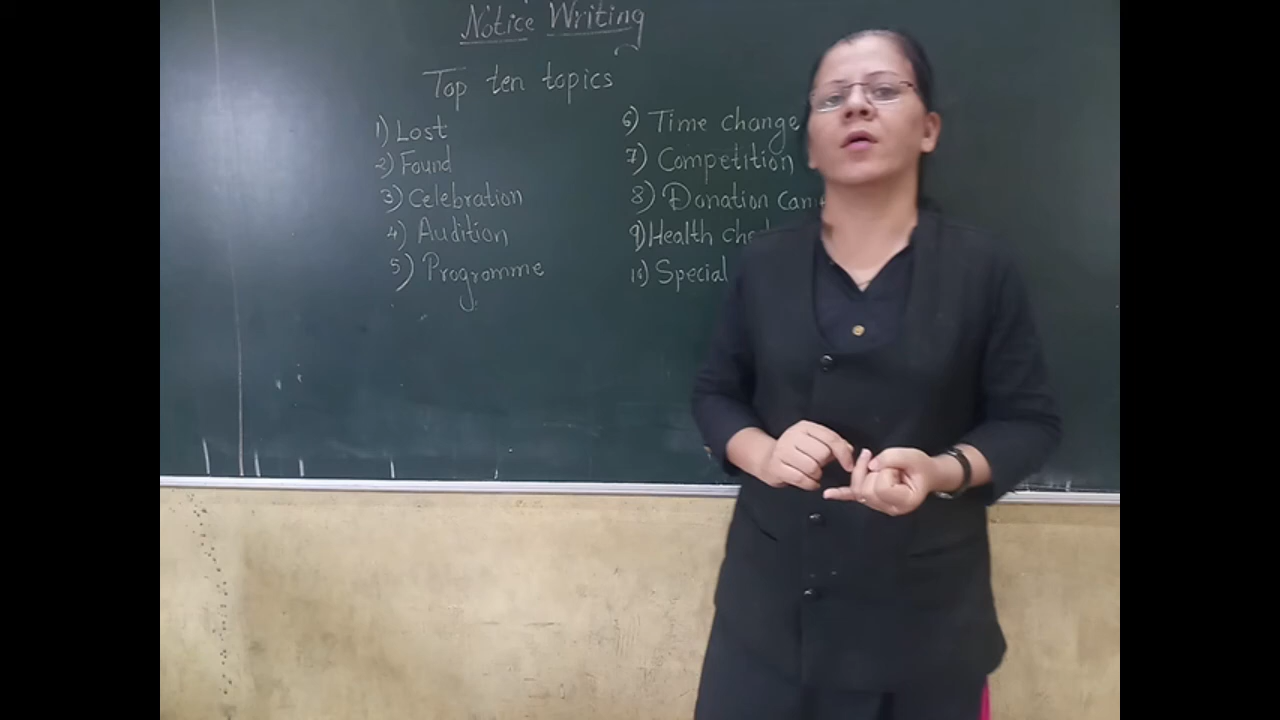 Notice Writing
Top ten topics
1) Lost
2) Found
3) Celebration
4) Audition
5) Programme
6) Time change
7) Competition
8) Donation
9) Health
10) Special